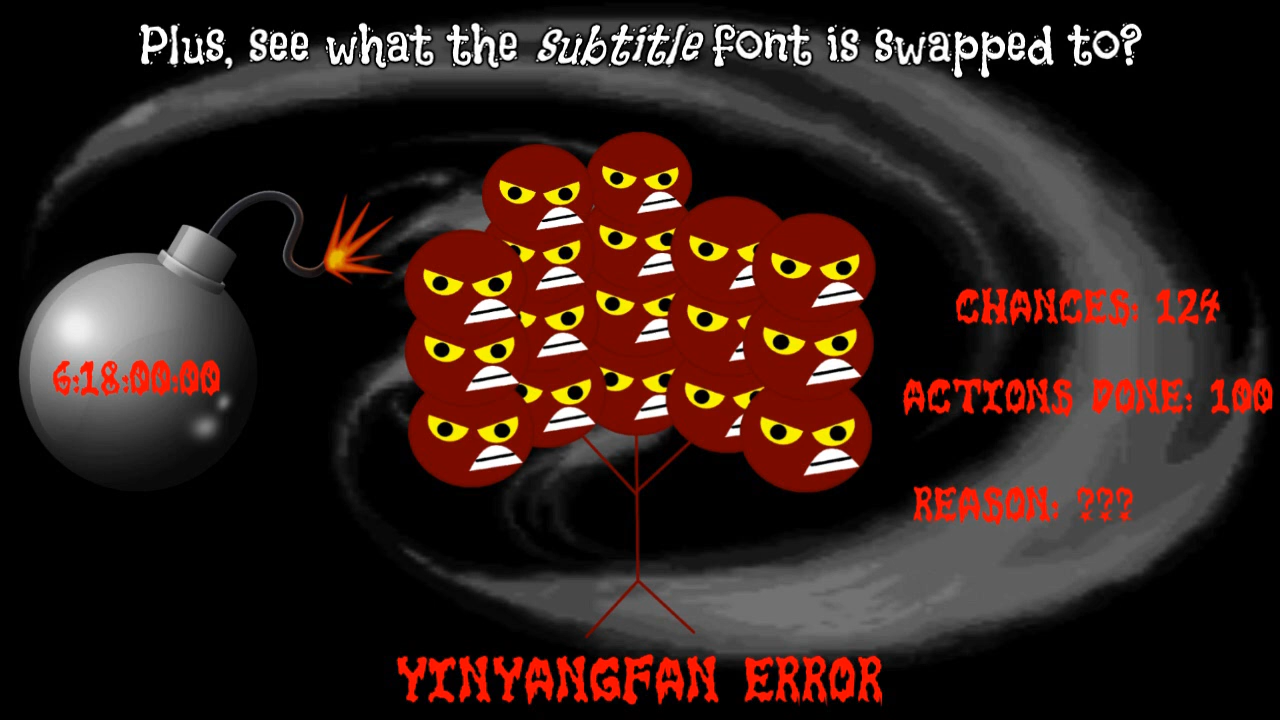 Plus, see what the subtitle font is swapped to?
6:18:00:00
CHANCES: 124
ACTIONS DONE: 100
REASON: ???
YINYANGFAN ERROR